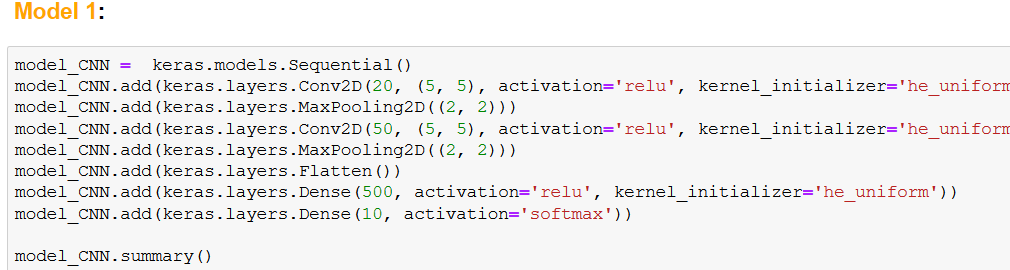 Model 1:
model_CNN = keras.models.Sequential()
model_CNN.add(keras.layers.Conv2D(20, (5, 5), activation='relu', kernel_initializer='he_uniform
model_CNN.add(keras.layers.MaxPooling2D((2, 2)))
model_CNN.add(keras.layers.Conv2D(50, (5, 5), activation='relu', kernel_initializer='he_uniform
model_CNN.add(keras.layers.MaxPooling2D((2, 2)))
model_CNN.add(keras.layers.Flatten())
model_CNN.add(keras.layers.Dense(500, activation='relu', kernel_initializer='he_uniform'))
model_CNN.add(keras.layers.Dense(10, activation='softmax'))
model_CNN.summary()